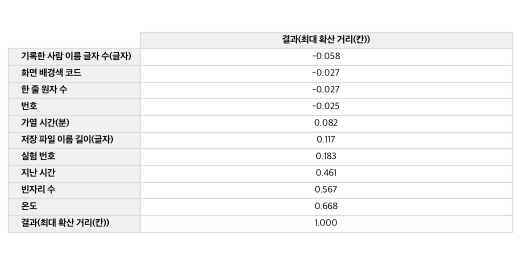 결과(최대 확산 거리(칸))
기록한 사람 이름 글자 수(글자) -0.058
화면 배경색 코드 -0.027
한 줄 원자 수 -0.027
번호 -0.025
가열 시간(분) 0.082
저장 파일 이름 길이(글자) 0.117
실험 번호 0.183
지난 시간 0.461
빈자리 수 0.567
온도 0.668
결과(최대 확산 거리(칸)) 1.000